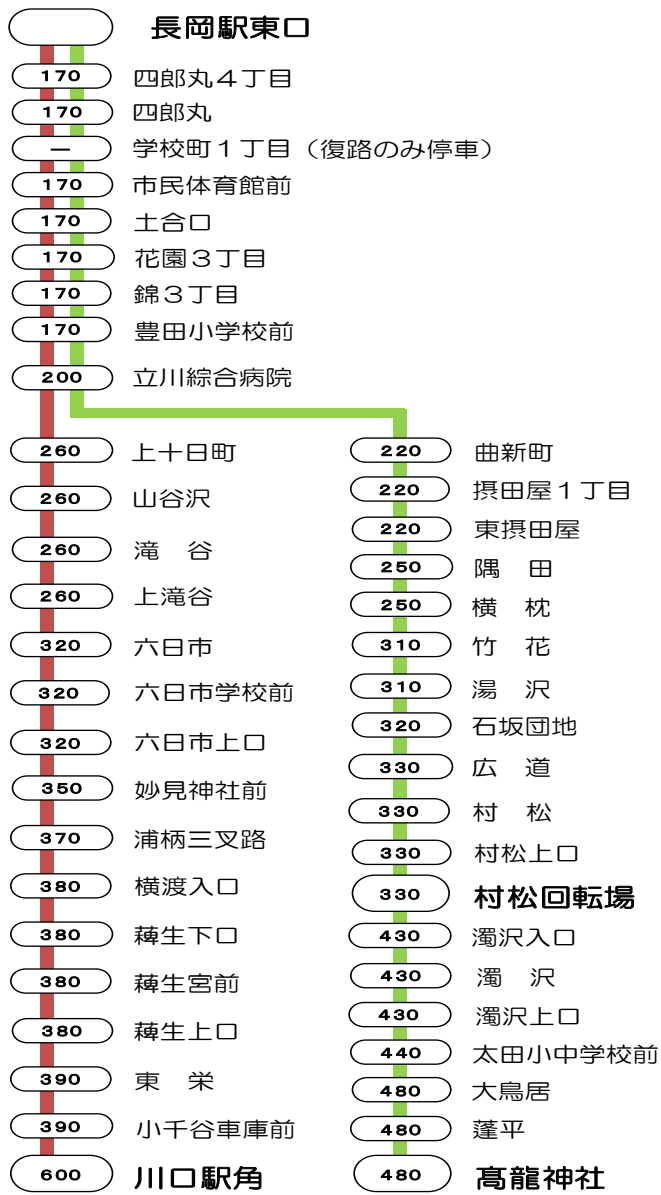 長岡駅東口
170 四郎丸4丁目
170 四郎丸
― 学校町1丁目（復路のみ停車）
170 市民体育館前
170 土合口
170 花園3丁目
170 錦3丁目
170 豊田小学校前
200 立川綜合病院
260 上十日町
260 山谷沢
260 滝　谷
260 上滝谷
320 六日市
320 六日市学校前
320 六日市上口
350 妙見神社前
370 浦柄三叉路
380 横渡入口
380 薭生下口
380 薭生宮前
380 薭生上口
390 東　栄
390 小千谷車庫前
600 川口駅角
220 曲新町
220 摂田屋1丁目
220 東摂田屋
250 隅　田
250 横　枕
310 竹　花
310 湯　沢
320 石坂団地
330 広　道
330 村　松
330 村松上口
330 村松回転場
430 濁沢入口
430 濁　沢
430 濁沢上口
440 太田小中学校前
480 大鳥居
480 蓬平
480 高龍神社